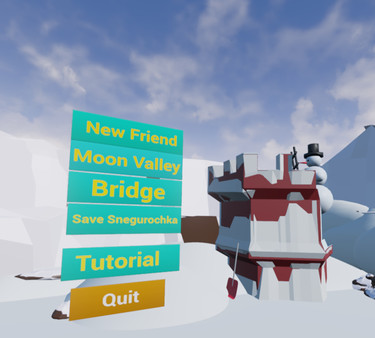 New Friend
Moon Valley
Bridge
Save Snegurochka
Tutorial
Quit